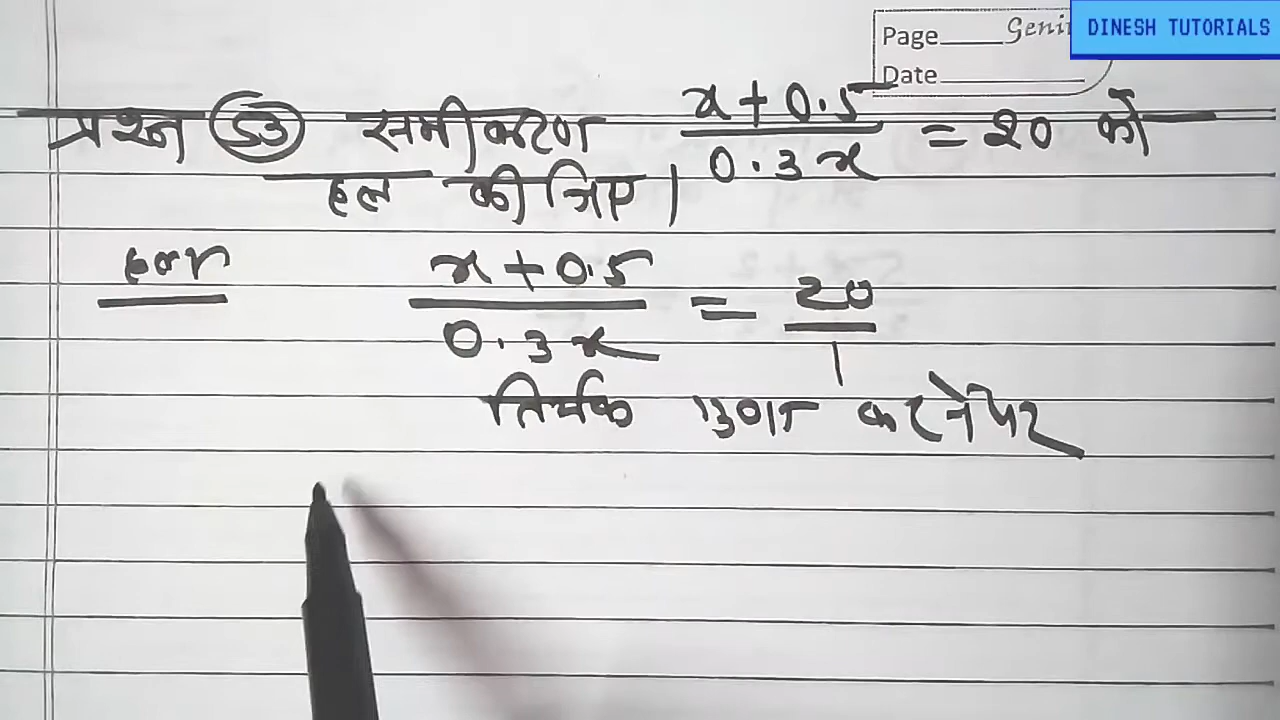 DINESH TUTORIALS
Page Geni
Date
प्रश्न 53 समीकरण x + 0.5 / 0.3x = 20 को
हल कीजिए।
हल x + 0.5 / 0.3x = 20 / 1
तिर्यक गुणा करने पर